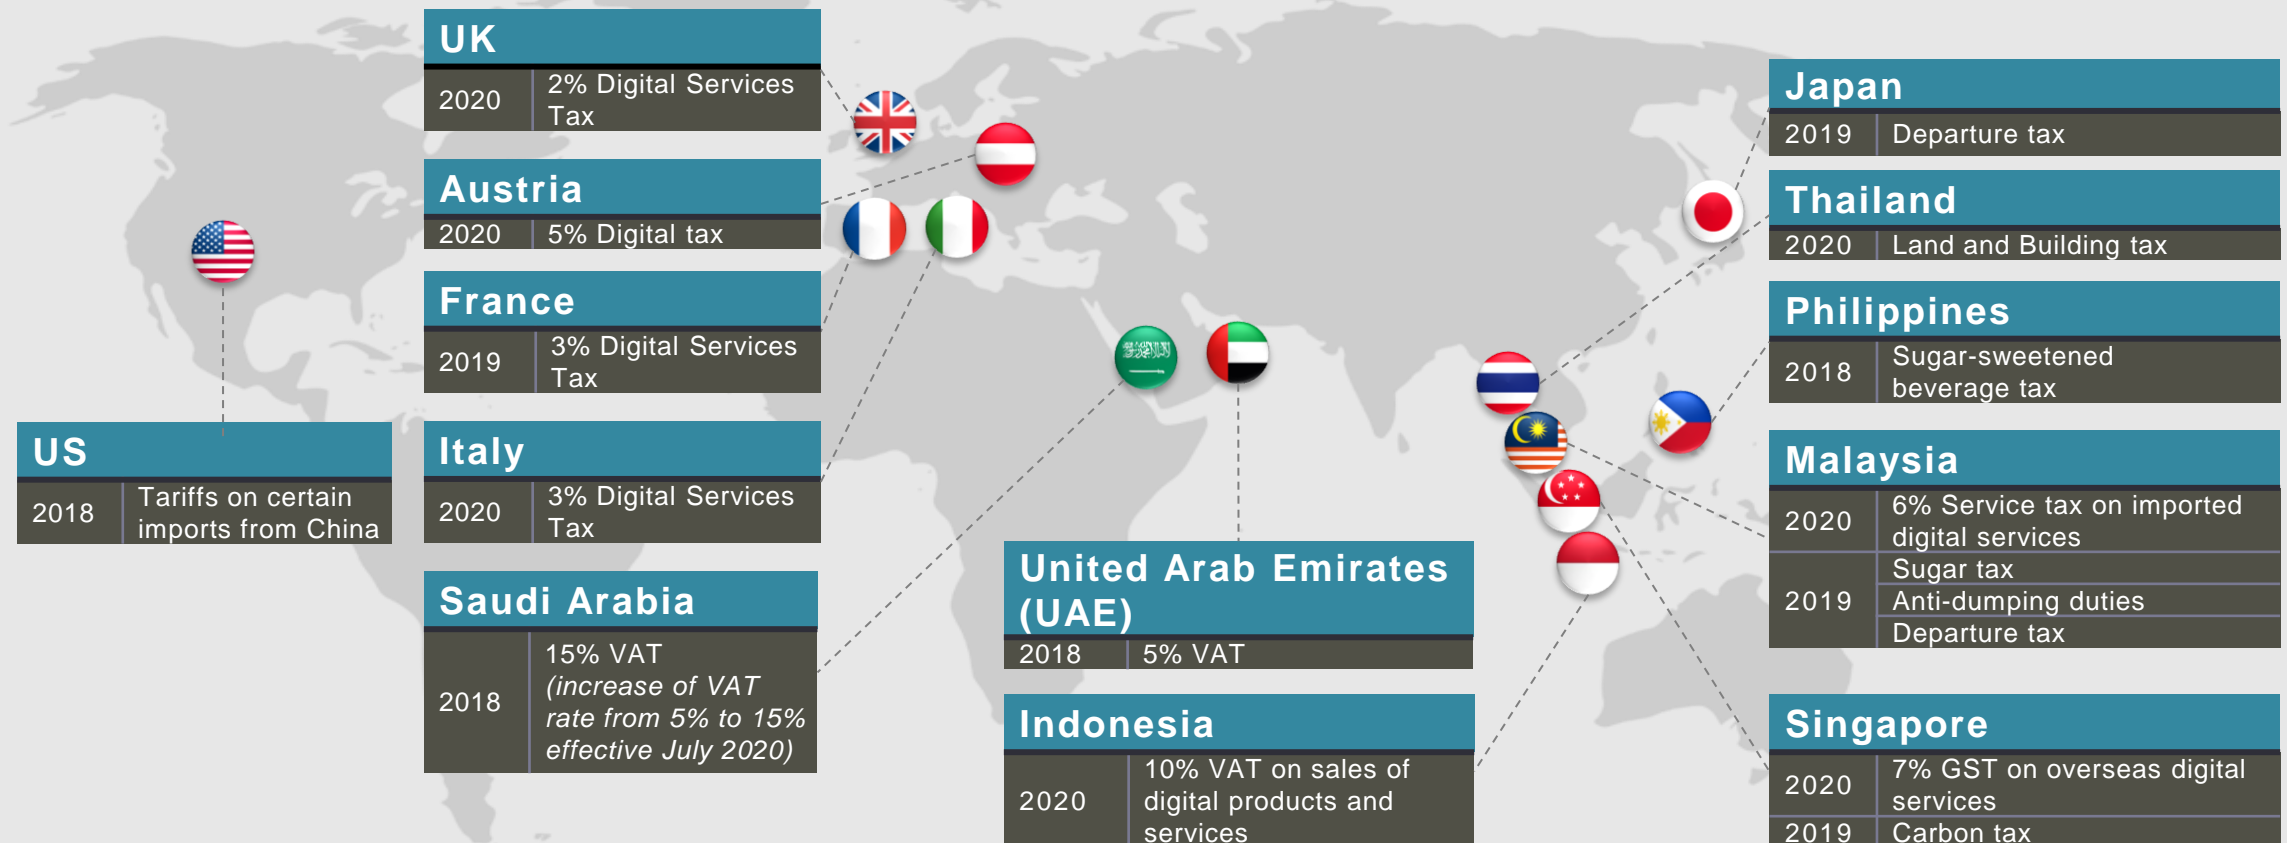 UK
2020
2% Digital Services
Tax
Austria
2020
5% Digital tax
France
2019
3% Digital Services
Tax
Italy
2020
3% Digital Services
Tax
US
2018
Tariffs on certain
imports from China
Saudi Arabia
2018
15% VAT
(increase of VAT
rate from 5% to 15%
effective July 2020)
United Arab Emirates
(UAE)
2018
5% VAT
Indonesia
2020
10% VAT on sales of
digital products and
services
Japan
2019
Departure tax
Thailand
2020
Land and Building tax
Philippines
2018
Sugar-sweetened
beverage tax
Malaysia
2020
6% Service tax on imported
digital services
2019
Sugar tax
Anti-dumping duties
Departure tax
Singapore
2020
7% GST on overseas digital
services
2019
Carbon tax